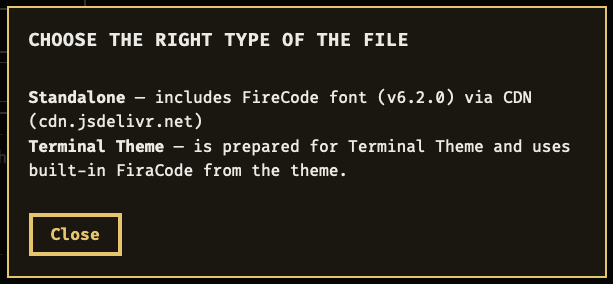 CHOOSE THE RIGHT TYPE OF THE FILE
Standalone — includes FireCode font (v6.2.0) via CDN
(cdn.jsdelivr.net)
Terminal Theme — is prepared for Terminal Theme and uses
built-in FiraCode from the theme.
Close